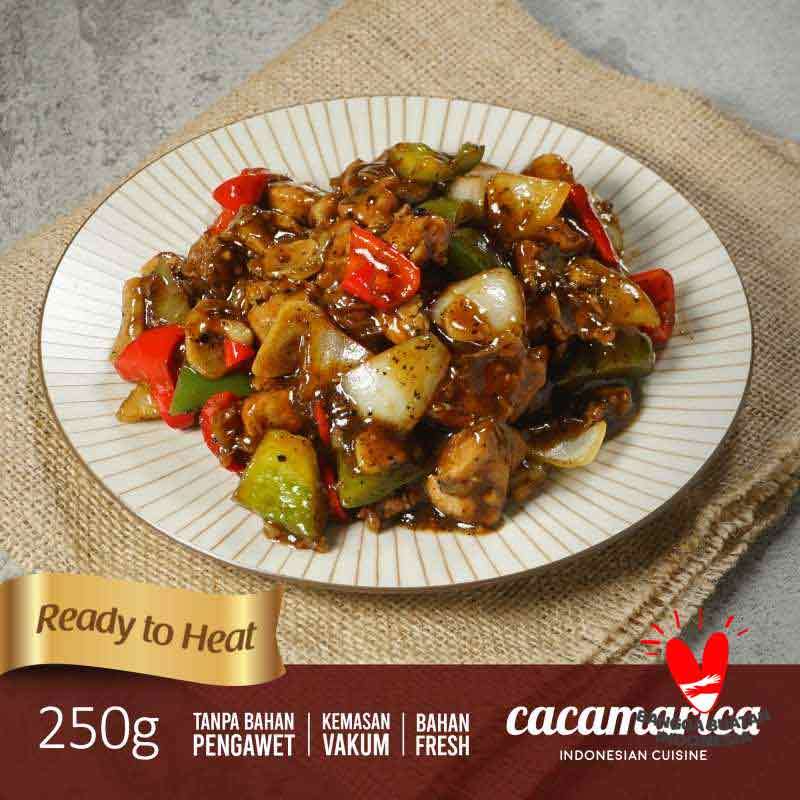 Ready to Heat
250g
TANPA BAHAN
PENGAWET
KEMASAN
VAKUM
BAHAN
FRESH
cacamarica
INDONESIAN CUISINE